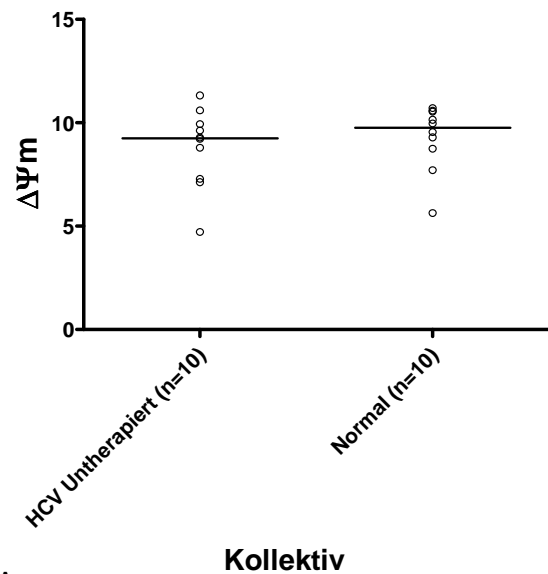 15
10
5
0
ΔΨm
HCV Untherapiert (n=10)
Normal (n=10)
Kollektiv
.